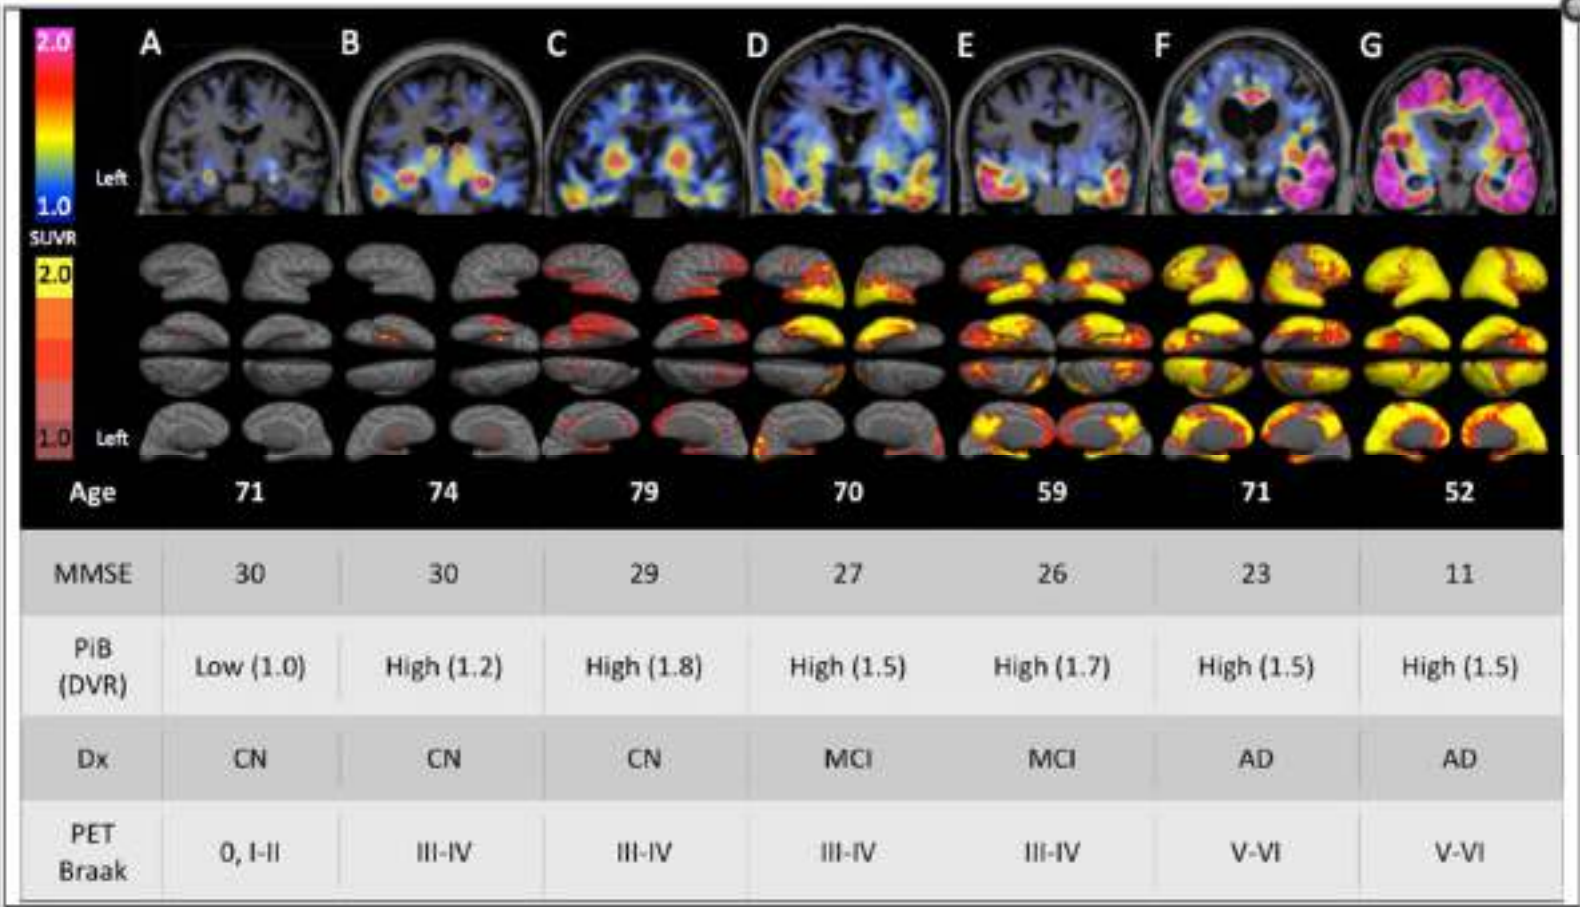 2.0 A B C D E F G
Left
1.0
SUVR
2.0
1.0 Left
Age 71 74 79 70 59 71 52
MMSE 30 30 29 27 26 23 11
PiB
(DVR) Low (1.0) High (1.2) High (1.8) High (1.5) High (1.7) High (1.5) High (1.5)
Dx CN CN CN MCI MCI AD AD
PET
Braak 0, I-II III-IV III-IV III-IV III-IV V-VI V-VI